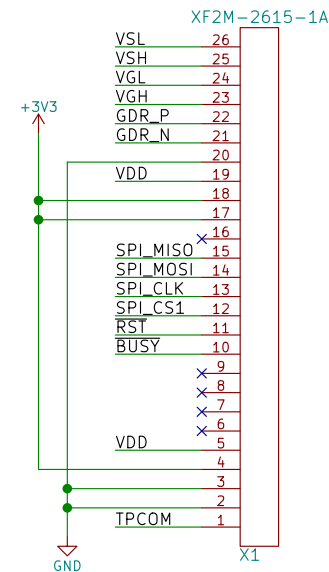 XF2M-2615-1A
VSL 26
VSH 25
VGL 24
VGH 23
+3V3
GDR_P 22
GDR_N 21
20
VDD 19
18
17
16
SPI_MISO 15
SPI_MOSI 14
SPI_CLK 13
SPI_CS1 12
RST 11
BUSY 10
9
8
7
6
VDD 5
4
3
2
TPCOM 1
X1
GND